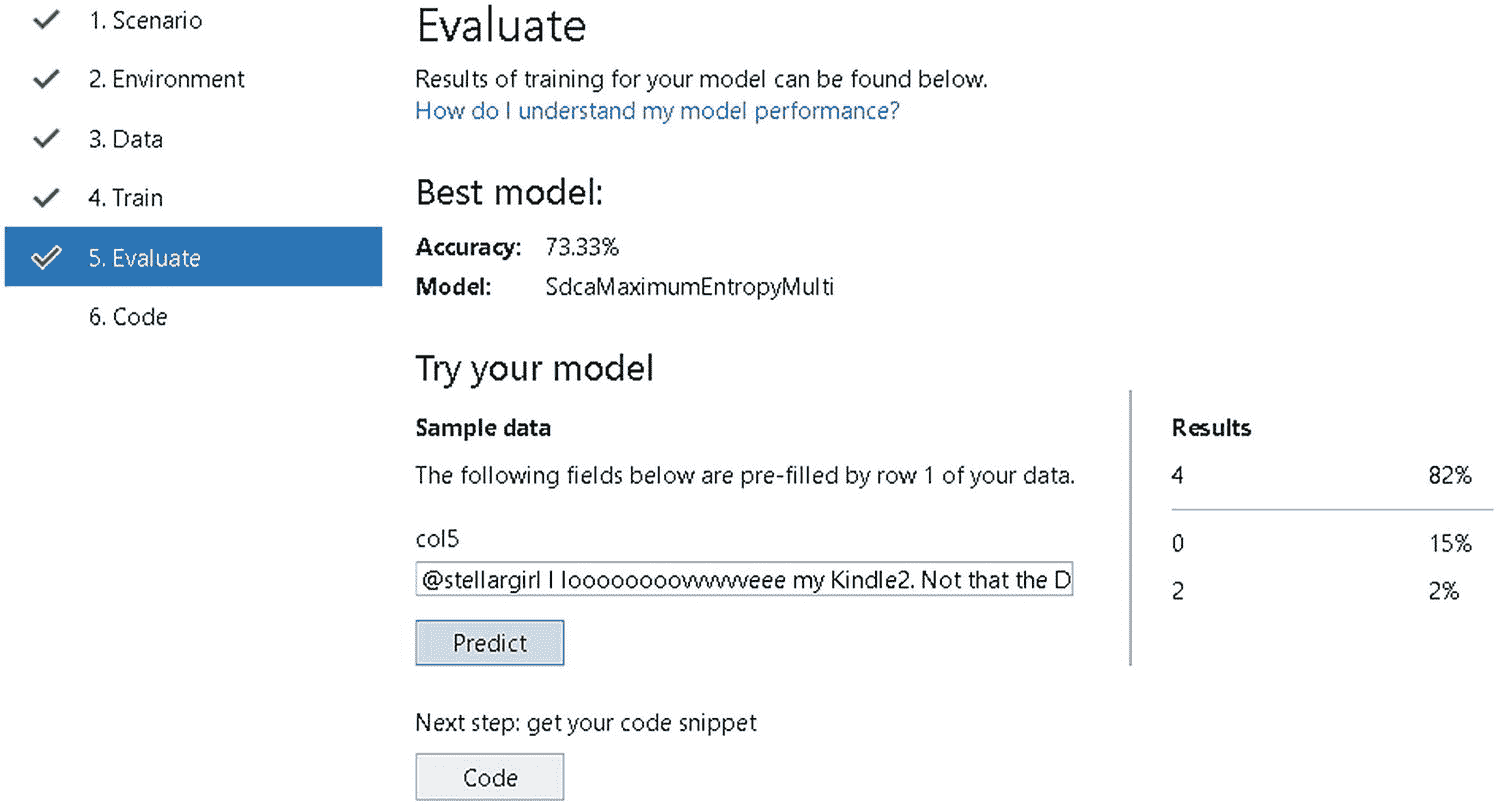 1. Scenario
2. Environment
3. Data
4. Train
5. Evaluate
6. Code
Evaluate
Results of training for your model can be found below.
How do I understand my model performance?
Best model:
Accuracy: 73.33%
Model: SdcaMaximumEntropyMulti
Try your model
Sample data
The following fields below are pre-filled by row 1 of your data.
col5
@stellargirl I loooooooovvvvvveee my Kindle2. Not that the D
Predict
Next step: get your code snippet
Code
Results
4 82%
0 15%
2 2%